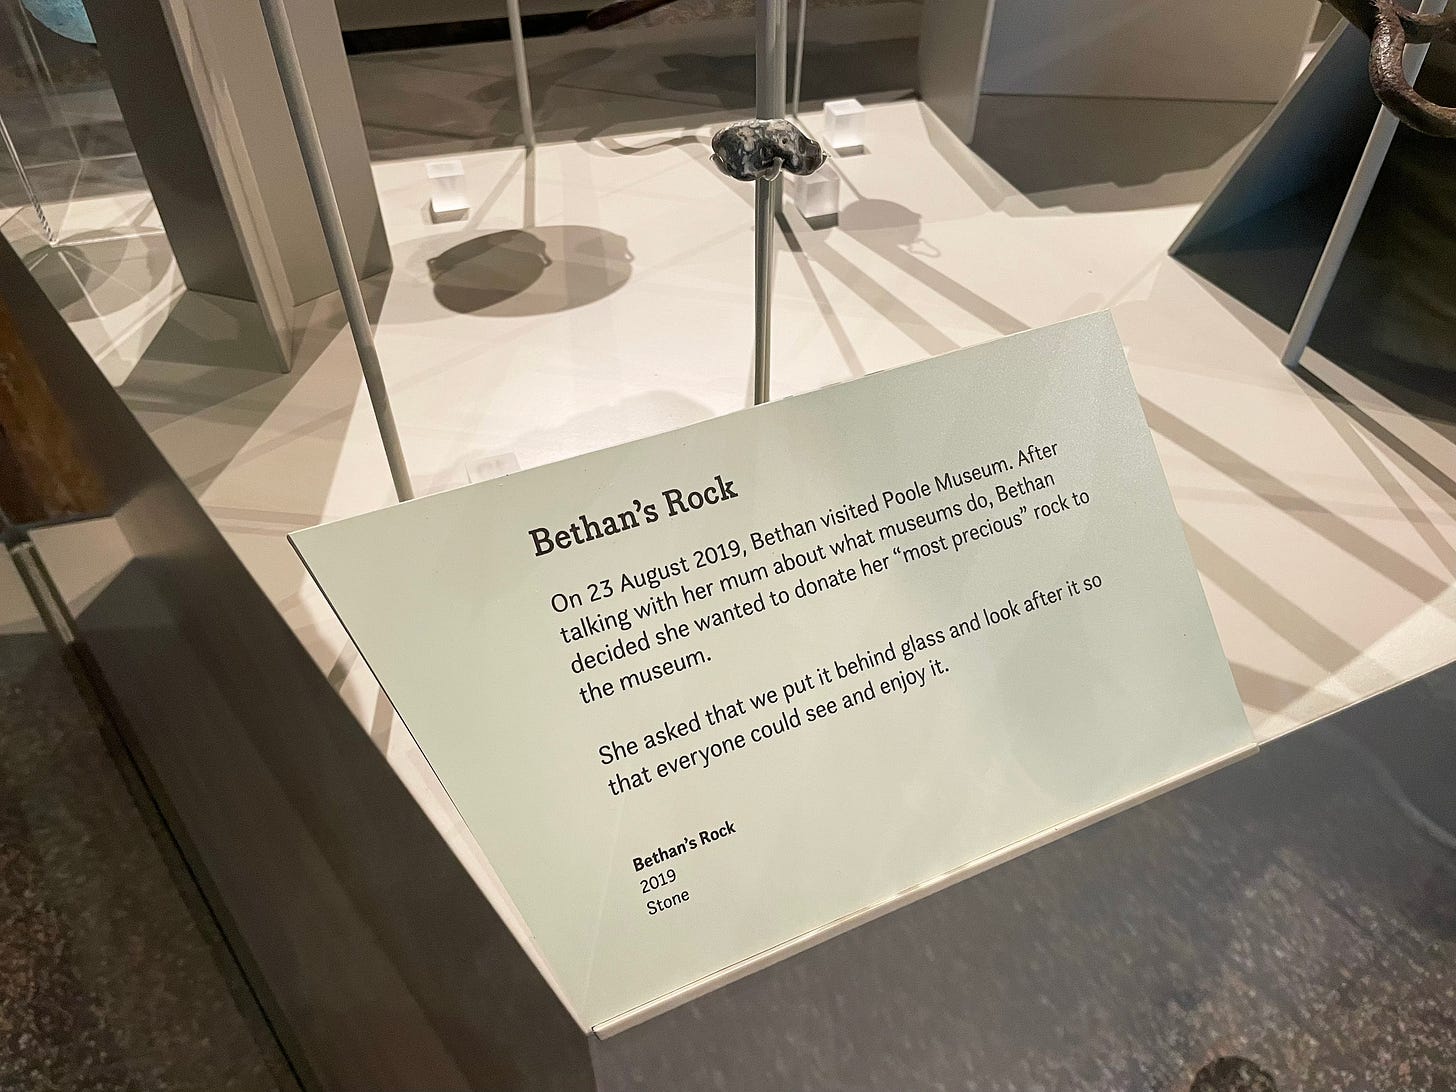 Bethan's Rock
On 23 August 2019, Bethan visited Poole Museum. After
talking with her mum about what museums do, Bethan
decided she wanted to donate her “most precious” rock to
the museum.
She asked that we put it behind glass and look after it so
that everyone could see and enjoy it.
Bethan's Rock
2019
Stone